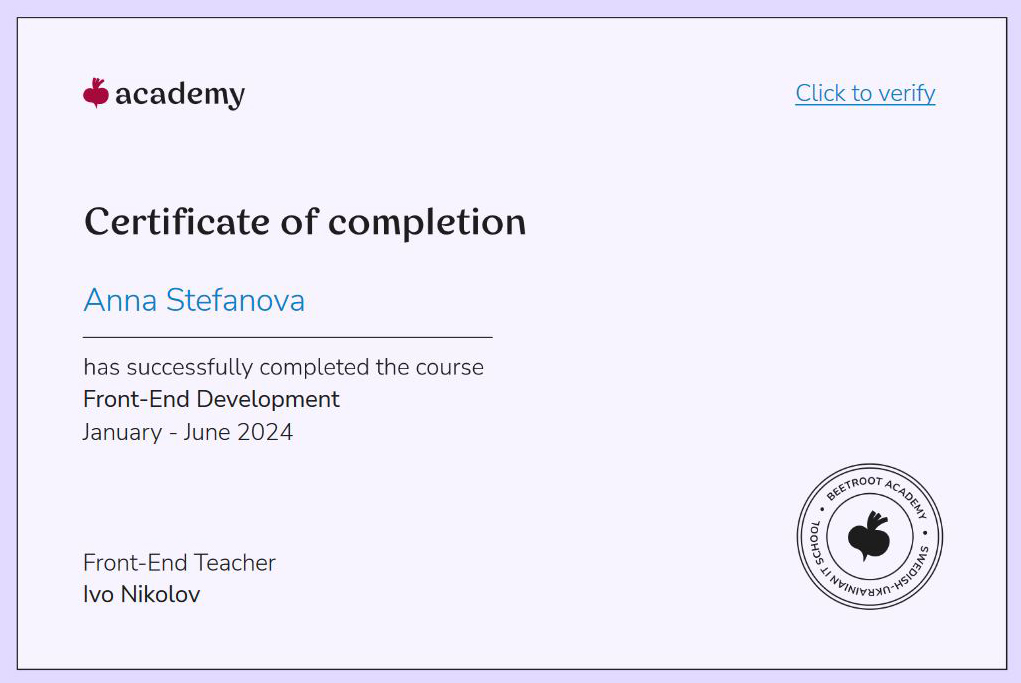 academy
Click to verify
Certificate of completion
Anna Stefanova
has successfully completed the course
Front-End Development
January - June 2024
Front-End Teacher
Ivo Nikolov
• BEETROOT ACADEMY • SWEDISH-UKRAINIAN IT SCHOOL